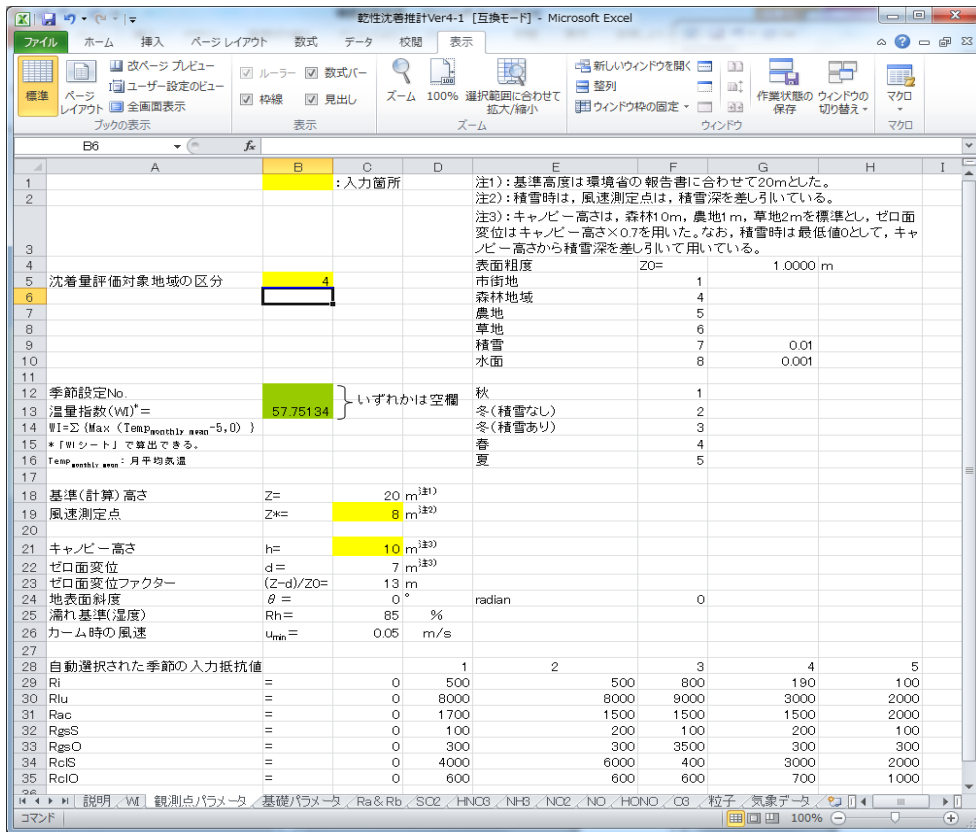 乾性沈着推計Ver4-1 [互換モード] - Microsoft Excel
ファイル ホーム 挿入 ページ レイアウト 数式 データ 校閲 表示
標準 ページ レイアウト 改ページ プレビュー ユーザー設定のビュー 全画面表示
ルーラー 数式バー 枠線 見出し
ズーム 100% 選択範囲に合わせて 拡大/縮小
新しいウィンドウを開く 整列 ウィンドウ枠の固定
作業状態の 保存 ウィンドウの 切り替え マクロ
ブックの表示 表示 ズーム ウィンドウ マクロ
B6 fx
A B C D E F G H I
1 :入力箇所 注1):基準高度は環境省の報告書に合わせて20mとした。
2 注2):積雪時は,風速測定点は,積雪深を差し引いている。
注3):キャノピー高さは,森林10m,農地1m,草地2mを標準とし,ゼロ面
変位はキャノピー高さ×0.7を用いた。なお,積雪時は最低値0として,キャ
3 ノピー高さから積雪深を差し引いて用いている。
4 表面粗度 Z0= 1.0000 m
5 沈着量評価対象地域の区分 4 市街地 1
6 森林地域 4
7 農地 5
8 草地 6
9 積雪 7 0.01
10 水面 8 0.001
11
12 季節設定No. いずれかは空欄 秋 1
13 温量指数(WI)*= 57.75134 冬(積雪なし) 2
14 WI=Σ{Max (Tempmonthly mean-5,0) } 冬(積雪あり) 3
15 *「WIシート」で算出できる。 春 4
16 Tempmonthly mean:月平均気温 夏 5
17
18 基準(計算)高さ Z= 20 m注1)
19 風速測定点 Z*= 8 m注2)
20
21 キャノピー高さ h= 10 m注3)
22 ゼロ面変位 d= 7 m注3)
23 ゼロ面変位ファクター (Z-d)/Z0= 13 m
24 地表面斜度 θ = 0 ° radian 0
25 濡れ基準(湿度) Rh= 85 %
26 カーム時の風速 umin= 0.05 m/s
27
28 自動選択された季節の入力抵抗値 1 2 3 4 5
29 Ri = 0 500 500 800 190 100
30 Rlu = 0 8000 8000 9000 3000 2000
31 Rac = 0 1700 1500 1500 1500 2000
32 RgsS = 0 100 200 100 200 100
33 RgsO = 0 300 300 3500 300 300
34 RclS = 0 4000 6000 400 3000 2000
35 RclO = 0 600 600 600 700 1000
36
説明 WI 観測点パラメータ 基礎パラメータ Ra&Rb SO2 HNO3 NH3 NO2 NO HONO O3 粒子 気象データ
コマンド 100%